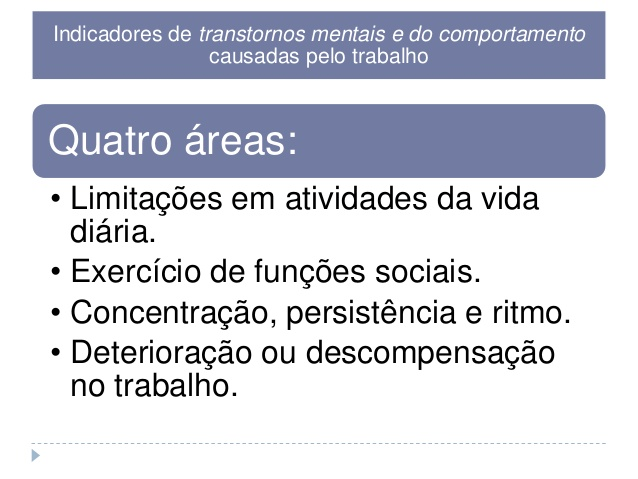 Indicadores de transtornos mentais e do comportamento
causadas pelo trabalho
Quatro áreas:
• Limitações em atividades da vida
diária.
• Exercício de funções sociais.
• Concentração, persistência e ritmo.
• Deterioração ou descompensação
no trabalho.